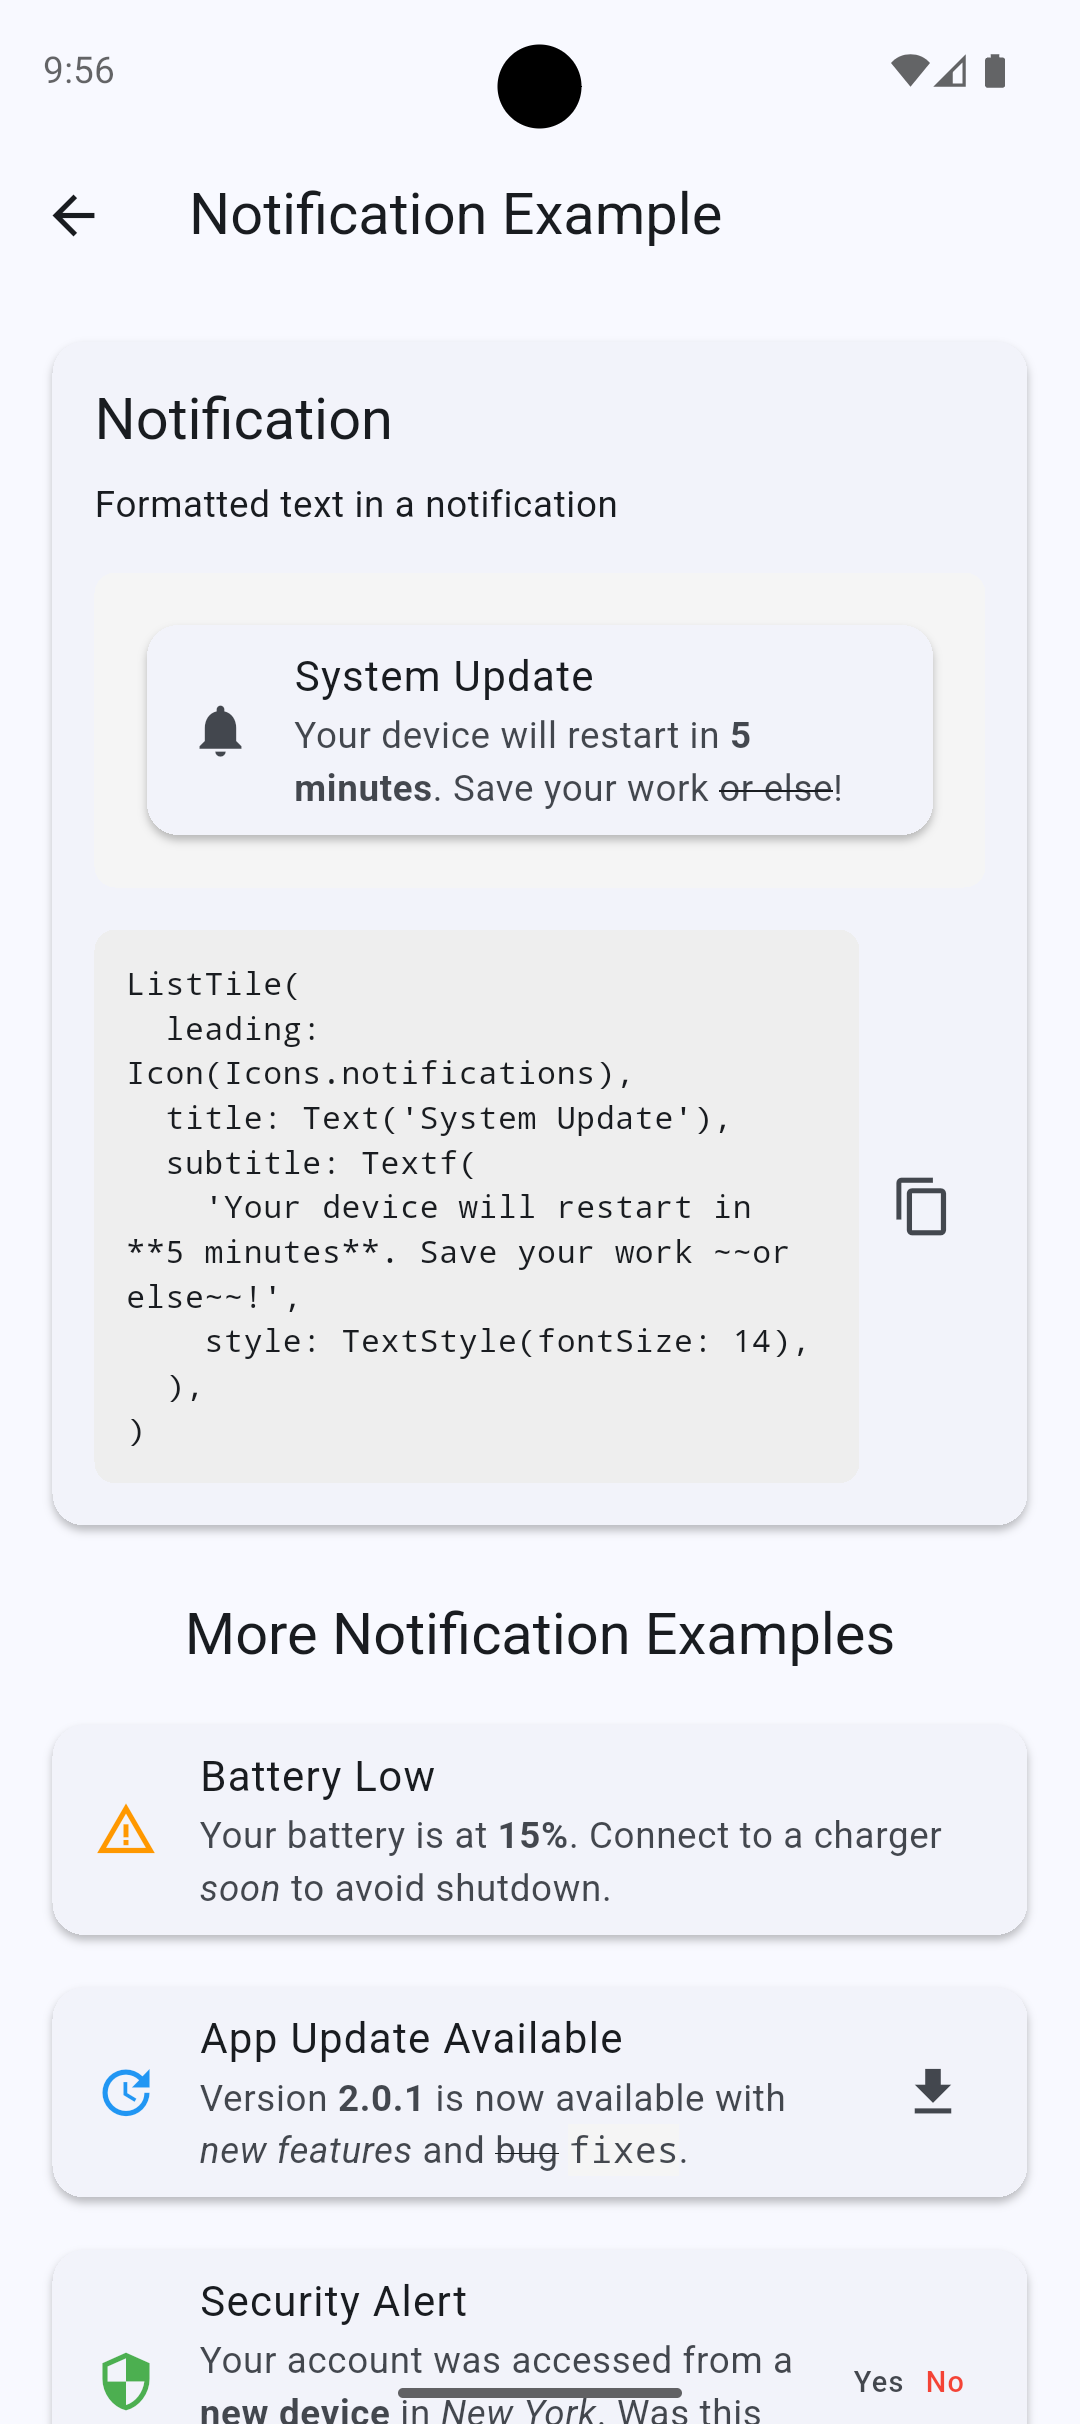 9:56
Notification Example
Notification
Formatted text in a notification
System Update
Your device will restart in 5
minutes. Save your work or else!
ListTile(
  leading:
Icon(Icons.notifications),
  title: Text('System Update'),
  subtitle: Textf(
    'Your device will restart in
**5 minutes**. Save your work ~~or
else~~!',
    style: TextStyle(fontSize: 14),
  ),
)
More Notification Examples
Battery Low
Your battery is at 15%. Connect to a charger
soon to avoid shutdown.
App Update Available
Version 2.0.1 is now available with
new features and bug fixes.
Security Alert
Your account was accessed from a
new device in New York. Was this
Yes No